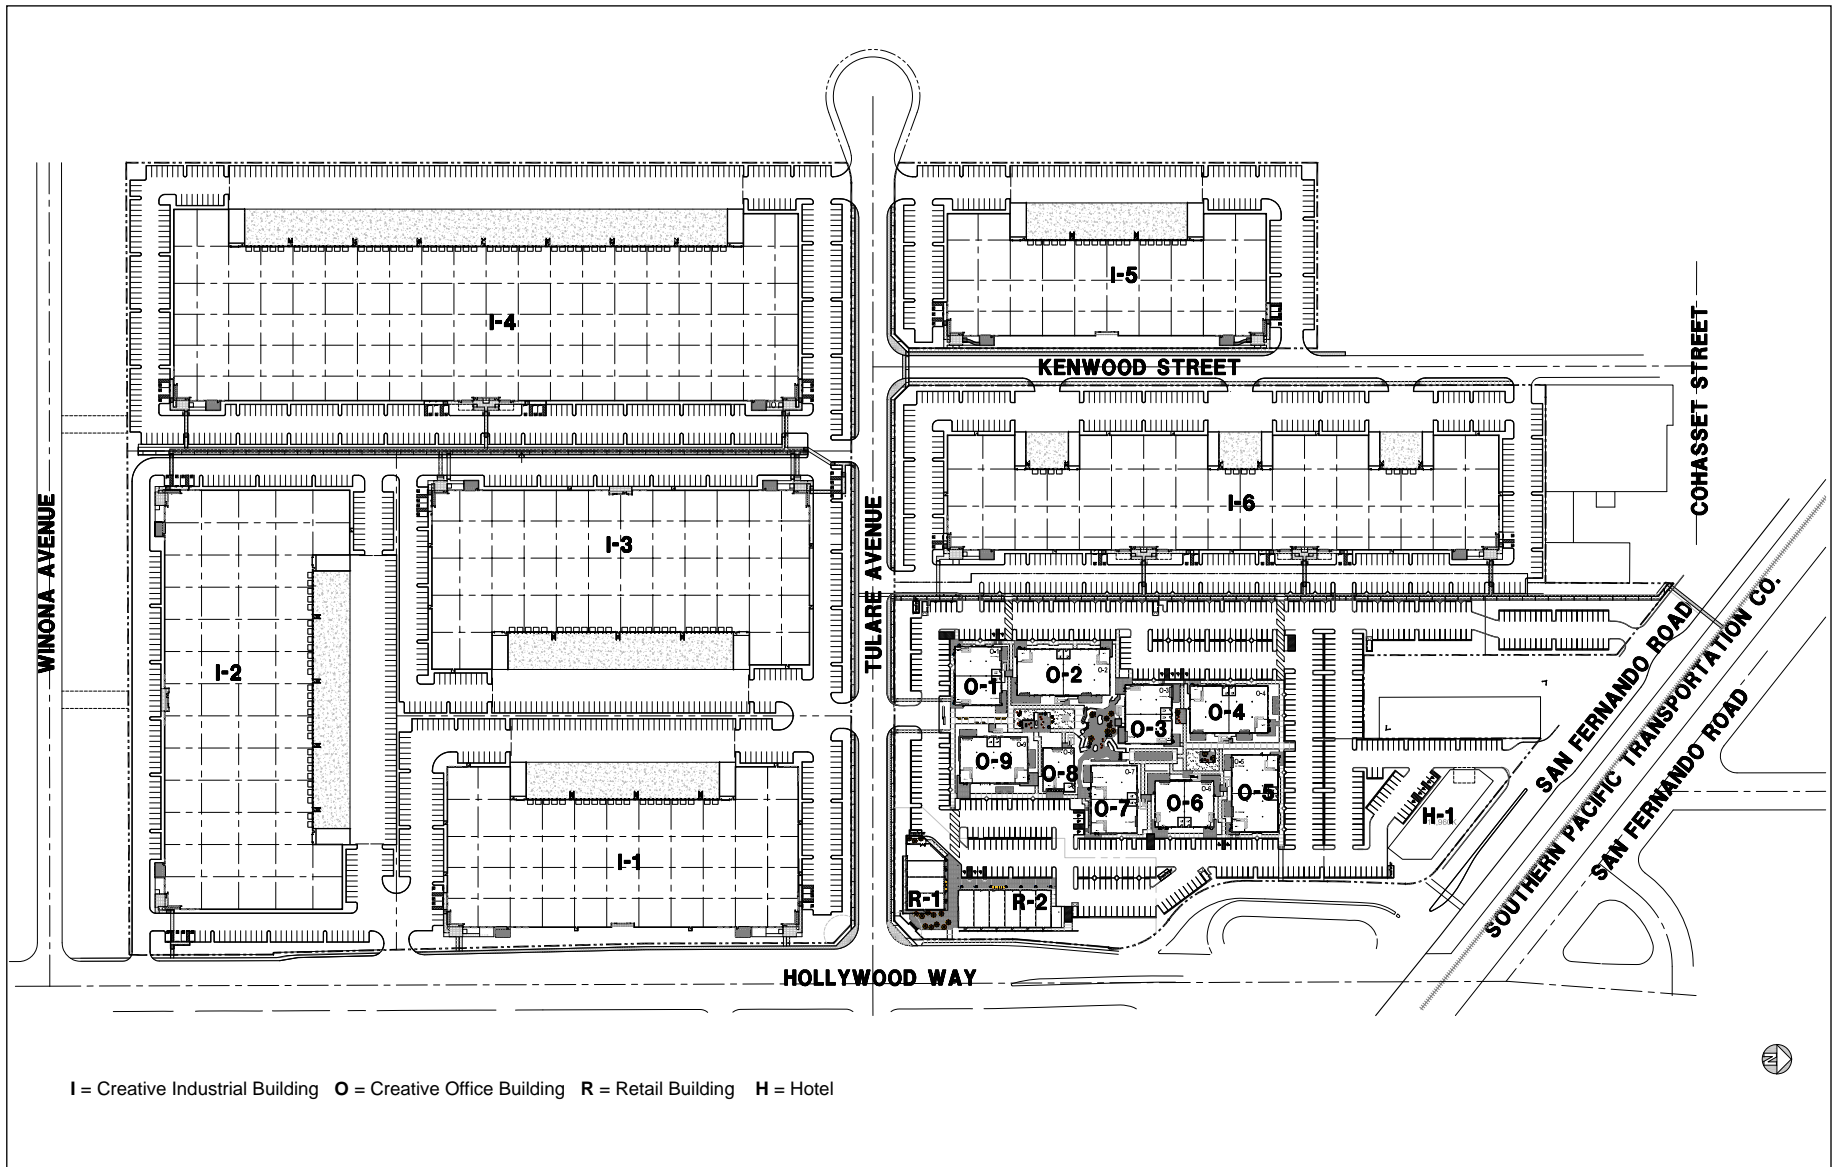 I-5
I-4
KENWOOD STREET
COHASSET STREET
WINONA AVENUE
TULARE AVENUE
I-3
I-6
I-2
O-1
O-2
O-3
O-4
O-9
O-8
O-7
O-6
O-5
I-1
R-1
R-2
H-1
SAN FERNANDO ROAD
SOUTHERN PACIFIC TRANSPORTATION CO.
SAN FERNANDO ROAD
HOLLYWOOD WAY
N
I = Creative Industrial Building O = Creative Office Building R = Retail Building H = Hotel